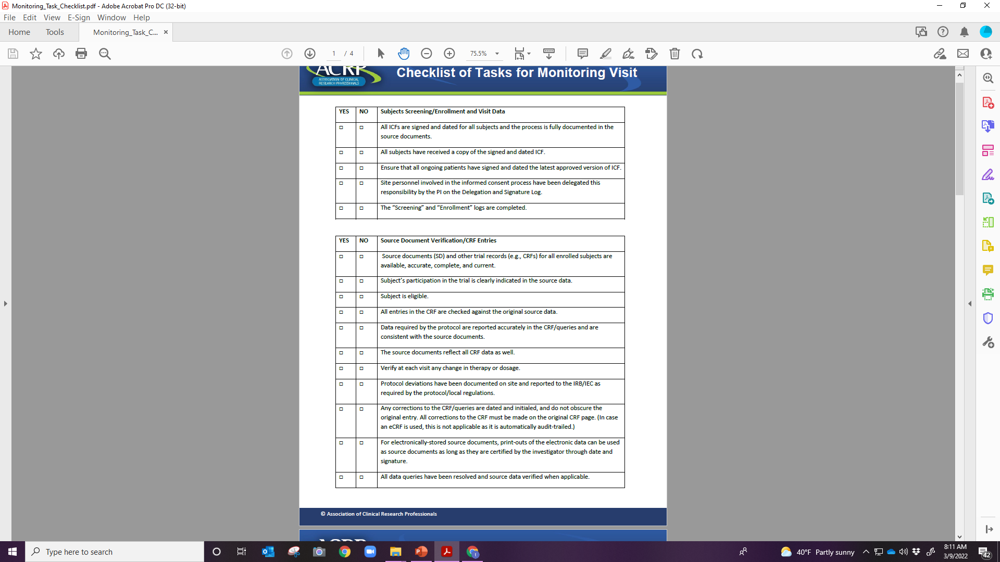 Monitoring_Task_Checklist.pdf - Adobe Acrobat Pro DC (32-bit)
File Edit View E-Sign Window Help
Home Tools Monitoring_Task_C...
1 / 4 75.5%
ACRP
ASSOCIATION OF CLINICAL
RESEARCH PROFESSIONALS
Checklist of Tasks for Monitoring Visit
YES NO Subjects Screening/Enrollment and Visit Data
All ICFs are signed and dated for all subjects and the process is fully documented in the
source documents.
All subjects have received a copy of the signed and dated ICF.
Ensure that all ongoing patients have signed and dated the latest approved version of ICF.
Site personnel involved in the informed consent process have been delegated this
responsibility by the PI on the Delegation and Signature Log.
The “Screening” and “Enrollment” logs are completed.
YES NO Source Document Verification/CRF Entries
Source documents (SD) and other trial records (e.g., CRFs) for all enrolled subjects are
available, accurate, complete, and current.
Subject’s participation in the trial is clearly indicated in the source data.
Subject is eligible.
All entries in the CRF are checked against the original source data.
Data required by the protocol are reported accurately in the CRF/queries and are
consistent with the source documents.
The source documents reflect all CRF data as well.
Verify at each visit any change in therapy or dosage.
Protocol deviations have been documented on site and reported to the IRB/IEC as
required by the protocol/local regulations.
Any corrections to the CRF/queries are dated and initialed, and do not obscure the
original entry. All corrections to the CRF must be made on the original CRF page. (In case
an eCRF is used, this is not applicable as it is automatically audit-trailed.)
For electronically-stored source documents, print-outs of the electronic data can be used
as source documents as long as they are certified by the investigator through date and
signature.
All data queries have been resolved and source data verified when applicable.
© Association of Clinical Research Professionals
ACRP
Type here to search
40°F Partly sunny
8:11 AM
3/9/2022
42